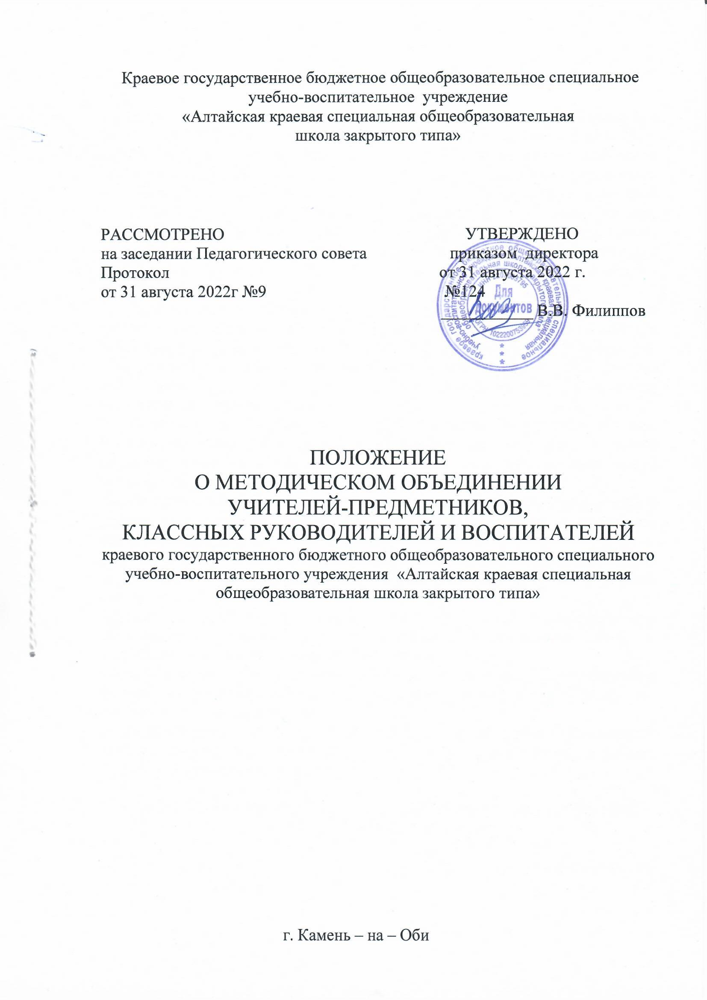 Краевое государственное бюджетное общеобразовательное специальное
учебно-воспитательное учреждение
«Алтайская краевая специальная общеобразовательная
школа закрытого типа»
РАССМОТРЕНО
на заседании Педагогического совета
Протокол
от 31 августа 2022г №9
УТВЕРЖДЕНО
приказом директора
от 31 августа 2022 г.
№124
____________ В.В. Филиппов
Для
документов
ОГРН 1022200753959
ПОЛОЖЕНИЕ
О МЕТОДИЧЕСКОМ ОБЪЕДИНЕНИИ
УЧИТЕЛЕЙ-ПРЕДМЕТНИКОВ,
КЛАССНЫХ РУКОВОДИТЕЛЕЙ И ВОСПИТАТЕЛЕЙ
краевого государственного бюджетного общеобразовательного специального
учебно-воспитательного учреждения «Алтайская краевая специальная
общеобразовательная школа закрытого типа»
г. Камень – на – Оби